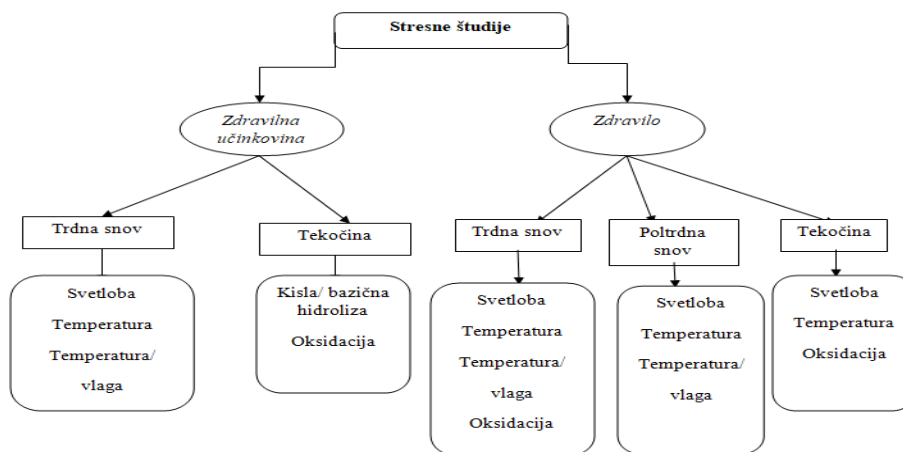 Stresne študije
Zdravilna
učinkovina
Zdravilo
Trdna snov
Tekočina
Trdna snov
Poltrdna
snov
Tekočina
Svetloba
Temperatura
Temperatura/
vlaga
Kisla/ bazična
hidroliza
Oksidacija
Svetloba
Temperatura
Temperatura/
vlaga
Oksidacija
Svetloba
Temperatura
Temperatura/
vlaga
Svetloba
Temperatura
Oksidacija